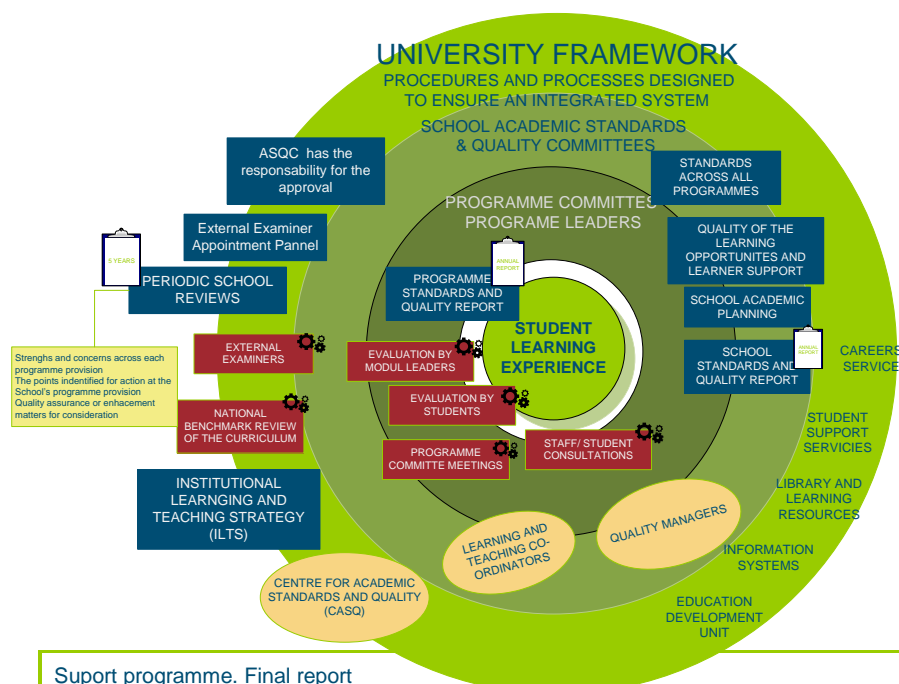 UNIVERSITY FRAMEWORK
PROCEDURES AND PROCESSES DESIGNED
TO ENSURE AN INTEGRATED SYSTEM
SCHOOL ACADEMIC STANDARDS
& QUALITY COMMITTEES
ASQC has the
responsability for the
approval
STANDARDS
ACROSS ALL
PROGRAMMES
PROGRAMME COMMITTES
PROGRAME LEADERS
External Examiner
Appointment Pannel
QUALITY OF THE
LEARNING
OPPORTUNITES AND
LEARNER SUPPORT
5 YEARS
PERIODIC SCHOOL
REVIEWS
ANNUAL
REPORT
PROGRAMME
STANDARDS AND
QUALITY REPORT
SCHOOL ACADEMIC
PLANNING
STUDENT
LEARNING
EXPERIENCE
ANNUAL
REPORT
SCHOOL
STANDARDS AND
QUALITY REPORT
CAREERS
SERVICE
EXTERNAL
EXAMINERS
EVALUATION BY
MODUL LEADERS
Strenghs and concerns across each
programme provision
The points indentified for action at the
School's programme provision
Quality assurance or enhacement
matters for consideration
EVALUATION BY
STUDENTS
NATIONAL
BENCHMARK REVIEW
OF THE CURRICULUM
STUDENT
SUPPORT
SERVICIES
PROGRAMME
COMMITTE MEETINGS
STAFF/ STUDENT
CONSULTATIONS
INSTITUTIONAL
LEARNGING AND
TEACHING STRATEGY
(ILTS)
LIBRARY AND
LEARNING
RESOURCES
QUALITY MANAGERS
LEARNING AND
TEACHING CO-
ORDINATORS
INFORMATION
SYSTEMS
CENTRE FOR ACADEMIC
STANDARDS AND QUALITY
(CASQ)
EDUCATION
DEVELOPMENT
UNIT
Suport programme. Final report